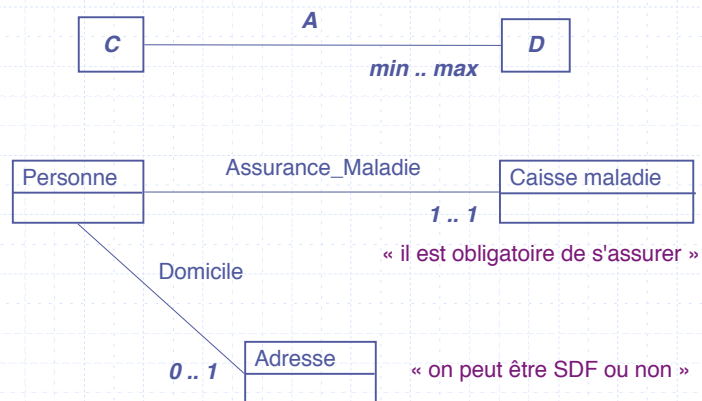 A
C
D
min .. max
Personne
Assurance_Maladie
Caisse maladie
1 .. 1
« il est obligatoire de s'assurer »
Domicile
Adresse
0 .. 1
« on peut être SDF ou non »